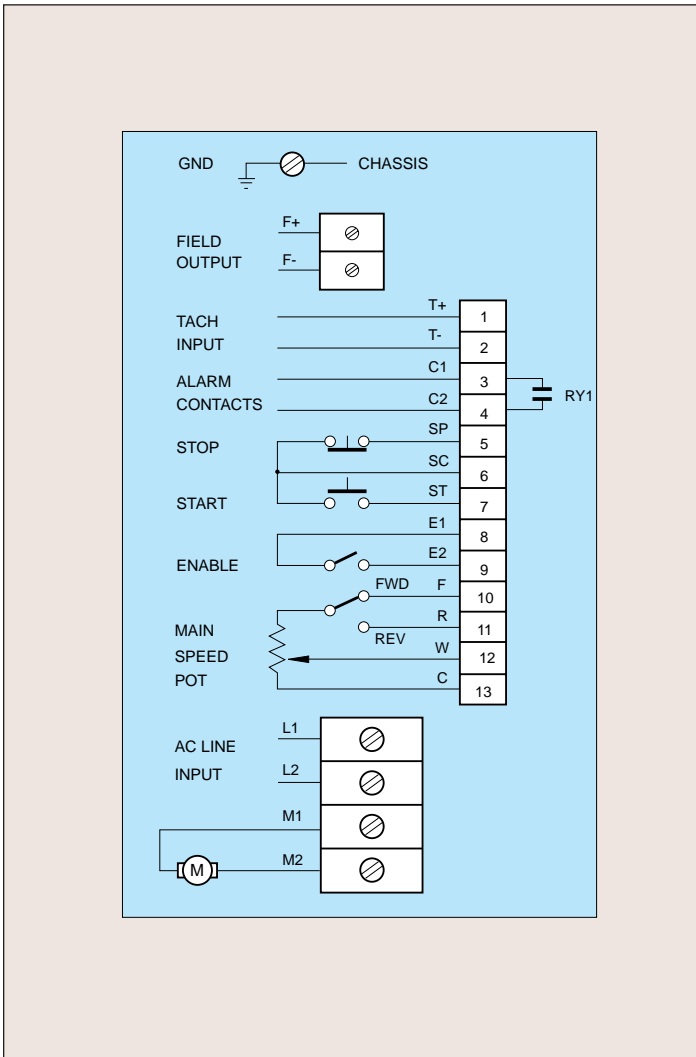 GND CHASSIS
F+
FIELD
OUTPUT F-
T+ 1
TACH
INPUT T- 2
C1 3
ALARM RY1
CONTACTS C2 4
SP 5
STOP
SC 6
START ST 7
E1 8
ENABLE E2 9
FWD F 10
MAIN R 11
REV
SPEED W 12
POT C 13
L1
AC LINE
INPUT L2
M1
M M2